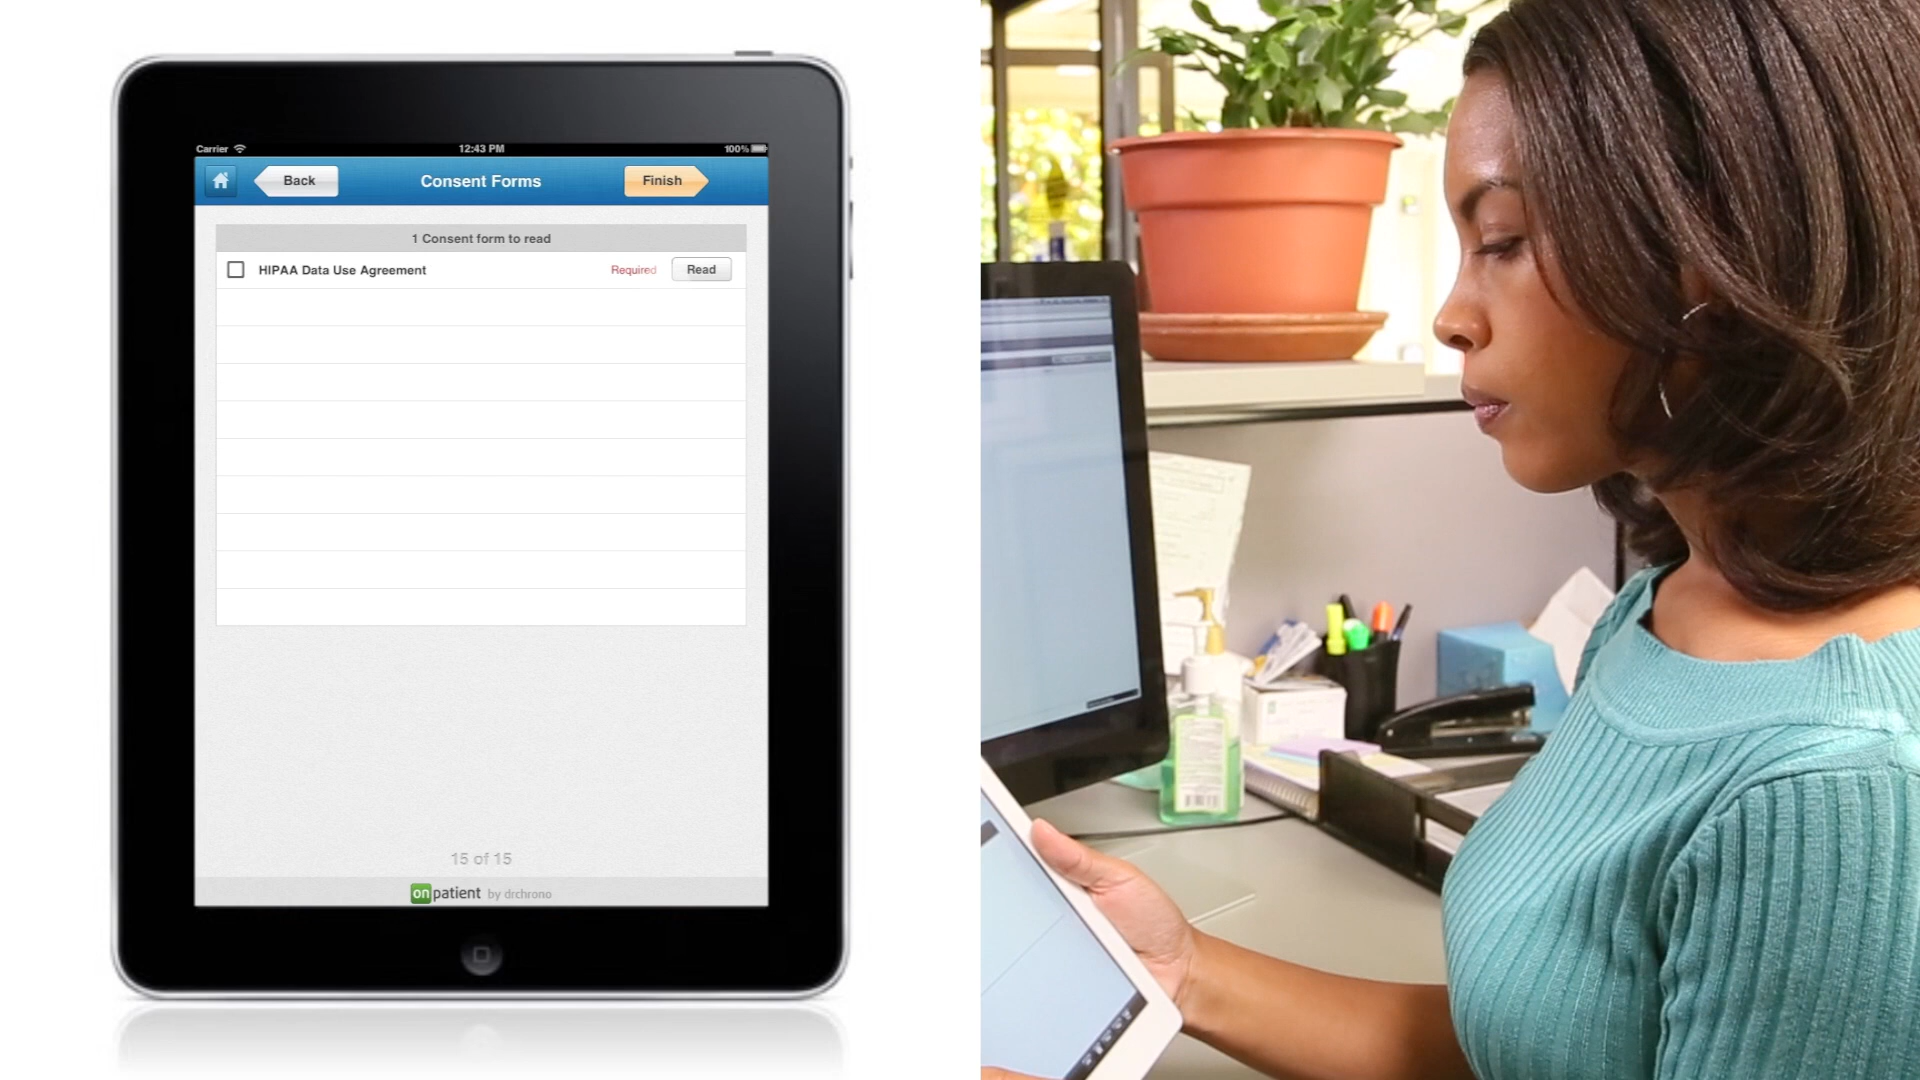 Carrier 12:43 PM 100%
Back Consent Forms Finish
1 Consent form to read
HIPAA Data Use Agreement Required Read
15 of 15
onpatient by drchrono